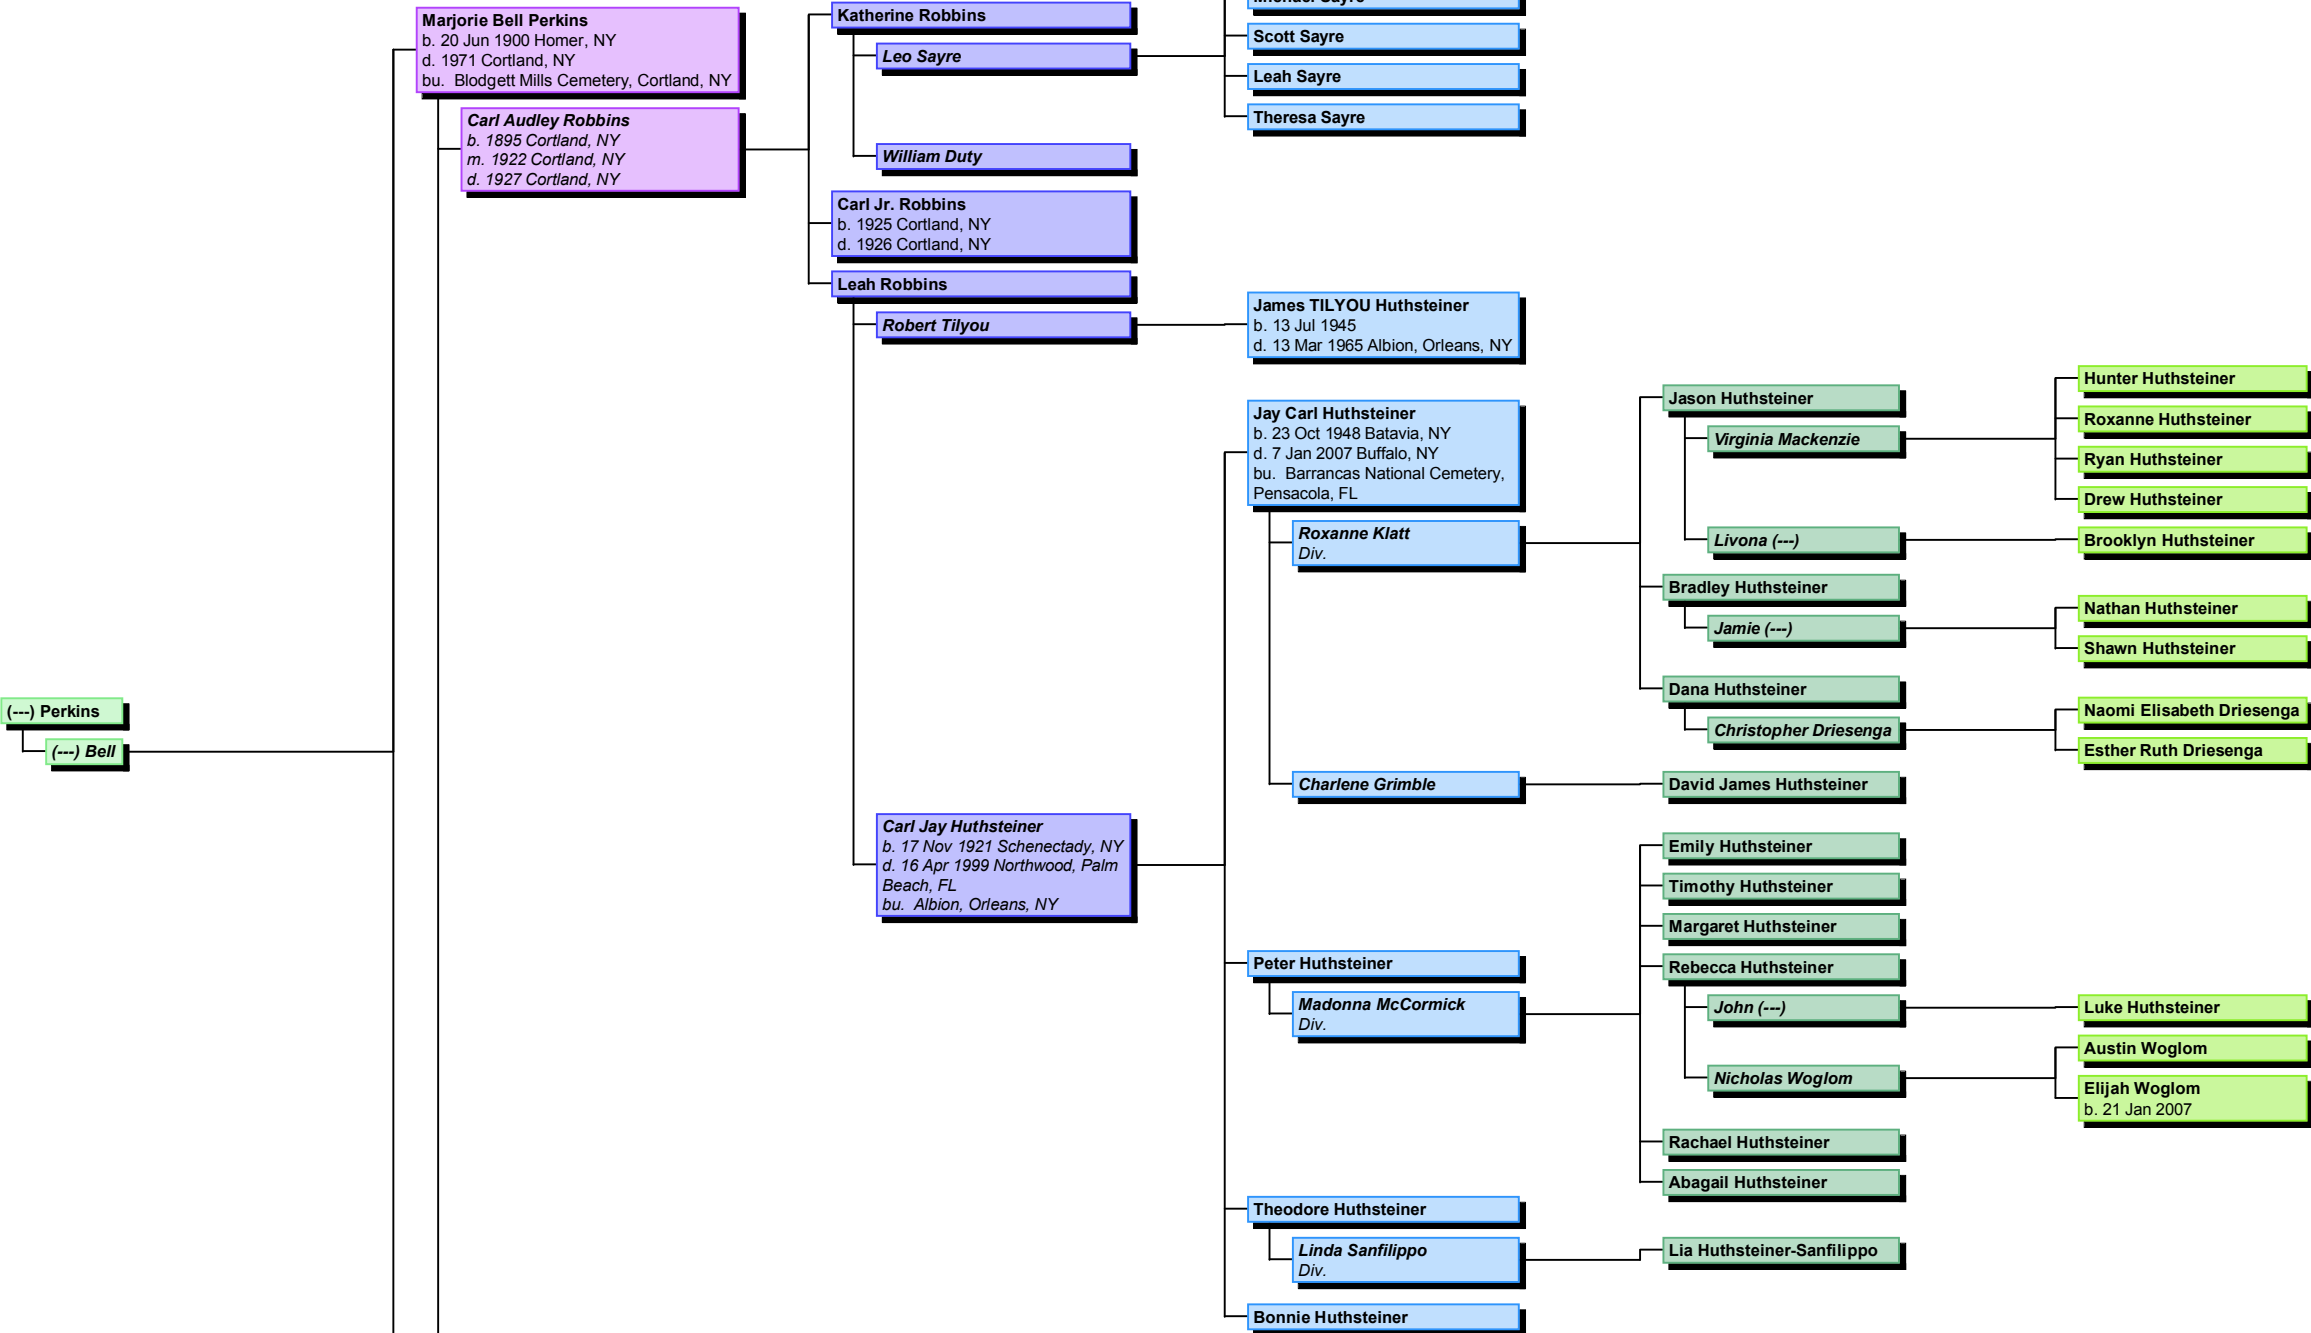 (---) Perkins
(---) Bell
Marjorie Bell Perkins
b. 20 Jun 1900 Homer, NY
d. 1971 Cortland, NY
bu.  Blodgett Mills Cemetery, Cortland, NY
Carl Audley Robbins
b. 1895 Cortland, NY
m. 1922 Cortland, NY
d. 1927 Cortland, NY
Katherine Robbins
Leo Sayre
William Duty
Carl Jr. Robbins
b. 1925 Cortland, NY
d. 1926 Cortland, NY
Leah Robbins
Robert Tilyou
Carl Jay Huthsteiner
b. 17 Nov 1921 Schenectady, NY
d. 16 Apr 1999 Northwood, Palm
Beach, FL
bu.  Albion, Orleans, NY
Michael Sayre
Scott Sayre
Leah Sayre
Theresa Sayre
James TILYOU Huthsteiner
b. 13 Jul 1945
d. 13 Mar 1965 Albion, Orleans, NY
Jay Carl Huthsteiner
b. 23 Oct 1948 Batavia, NY
d. 7 Jan 2007 Buffalo, NY
bu.  Barrancas National Cemetery,
Pensacola, FL
Roxanne Klatt
Div.
Charlene Grimble
Peter Huthsteiner
Madonna McCormick
Div.
Theodore Huthsteiner
Linda Sanfilippo
Div.
Bonnie Huthsteiner
Jason Huthsteiner
Virginia Mackenzie
Livona (---)
Bradley Huthsteiner
Jamie (---)
Dana Huthsteiner
Christopher Driesenga
David James Huthsteiner
Emily Huthsteiner
Timothy Huthsteiner
Margaret Huthsteiner
Rebecca Huthsteiner
John (---)
Nicholas Woglom
Rachael Huthsteiner
Abagail Huthsteiner
Lia Huthsteiner-Sanfilippo
Hunter Huthsteiner
Roxanne Huthsteiner
Ryan Huthsteiner
Drew Huthsteiner
Brooklyn Huthsteiner
Nathan Huthsteiner
Shawn Huthsteiner
Naomi Elisabeth Driesenga
Esther Ruth Driesenga
Luke Huthsteiner
Austin Woglom
Elijah Woglom
b. 21 Jan 2007